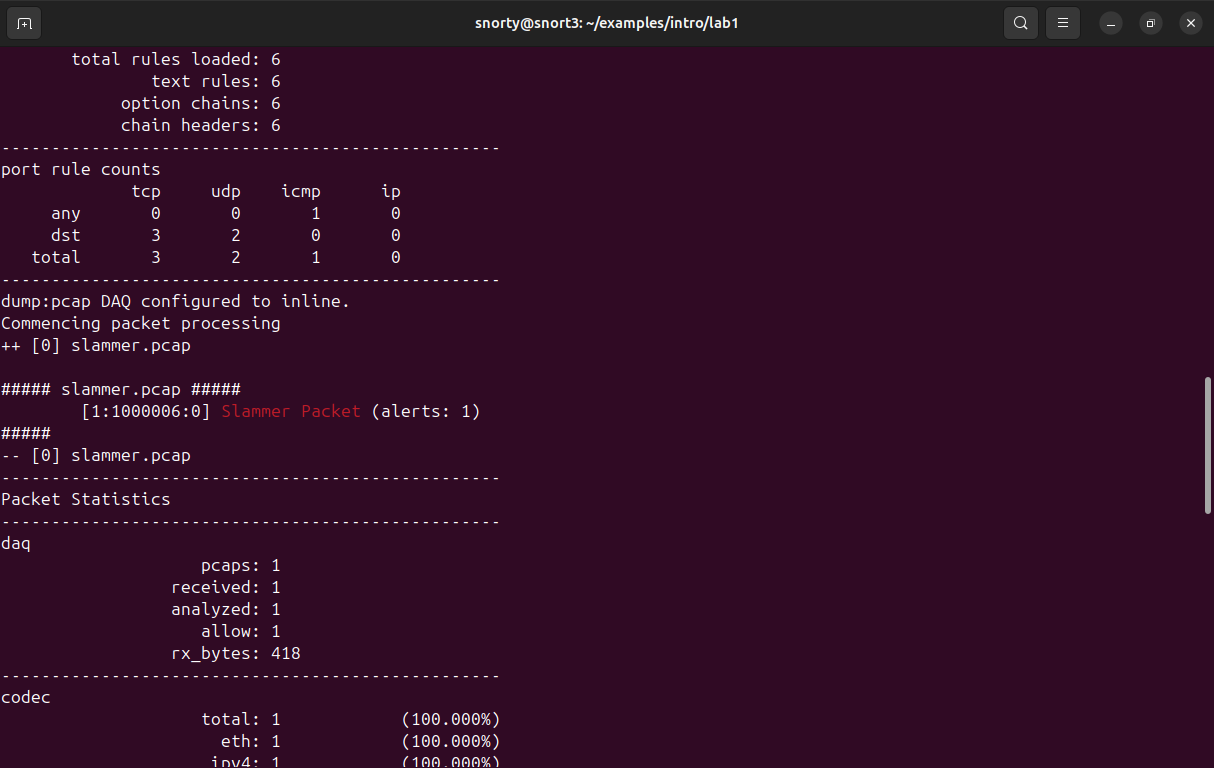 snorty@snort3: ~/examples/intro/lab1
total rules loaded: 6
text rules: 6
option chains: 6
chain headers: 6
--------------------------------------------------
port rule counts
tcp     udp    icmp      ip
any       0       0       1       0
dst       3       2       0       0
total       3       2       1       0
--------------------------------------------------
dump:pcap DAQ configured to inline.
Commencing packet processing
++ [0] slammer.pcap
##### slammer.pcap #####
[1:1000006:0] Slammer Packet (alerts: 1)
#####
-- [0] slammer.pcap
--------------------------------------------------
Packet Statistics
--------------------------------------------------
daq
pcaps: 1
received: 1
analyzed: 1
allow: 1
rx_bytes: 418
--------------------------------------------------
codec
total: 1            (100.000%)
eth: 1            (100.000%)
ipv4: 1            (100.000%)